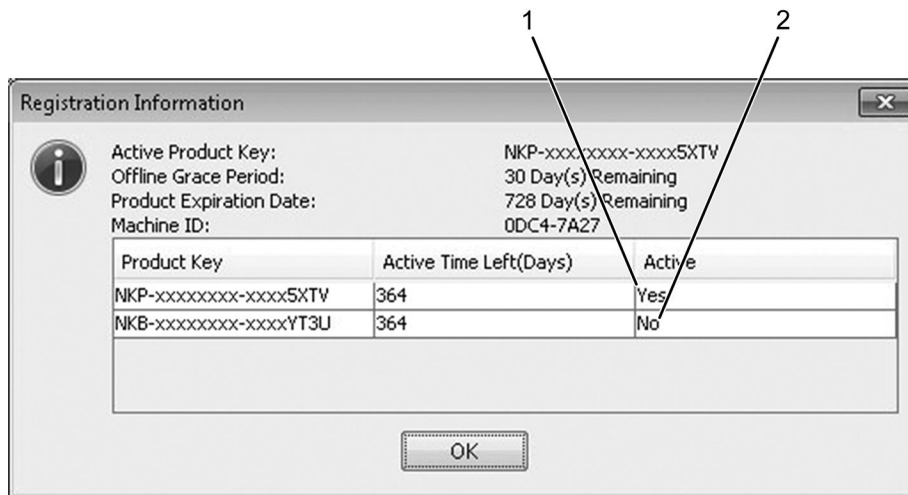 1 2
Registration Information
Active Product Key: NKP-xxxxxxxx-xxxx5XTV
Offline Grace Period: 30 Day(s) Remaining
Product Expiration Date: 728 Day(s) Remaining
Machine ID: 0DC4-7A27
Product Key Active Time Left(Days) Active
NKP-xxxxxxxx-xxxx5XTV 364 Yes
NKB-xxxxxxxx-xxxxYT3U 364 No
OK